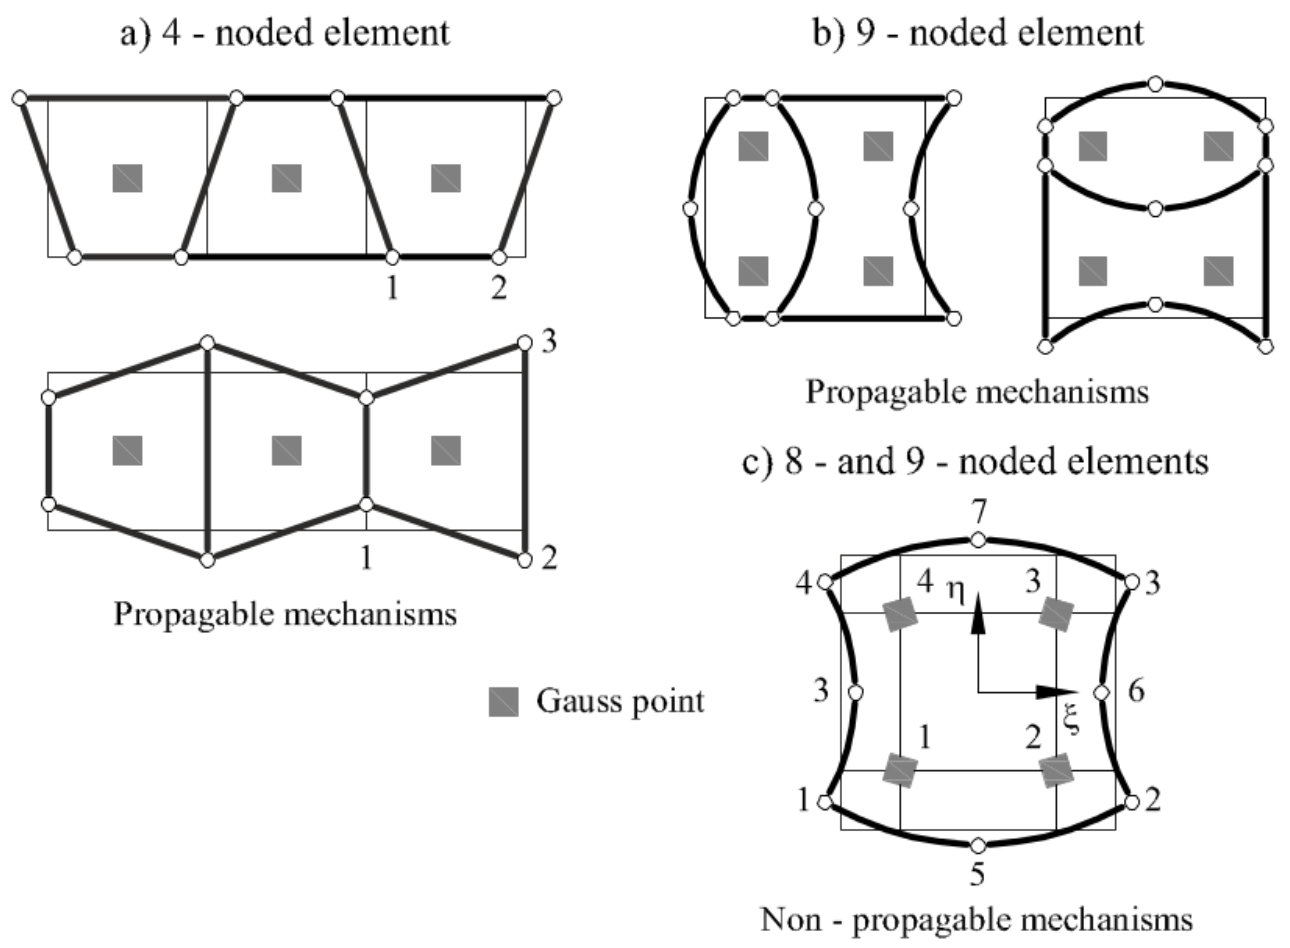 a) 4 - noded element
1 2
3
1 2
Propagable mechanisms
Gauss point
b) 9 - noded element
Propagable mechanisms
c) 8 - and 9 - noded elements
7
4 4 η 3 3
3 ξ 6
1 2
1 2
5
Non - propagable mechanisms